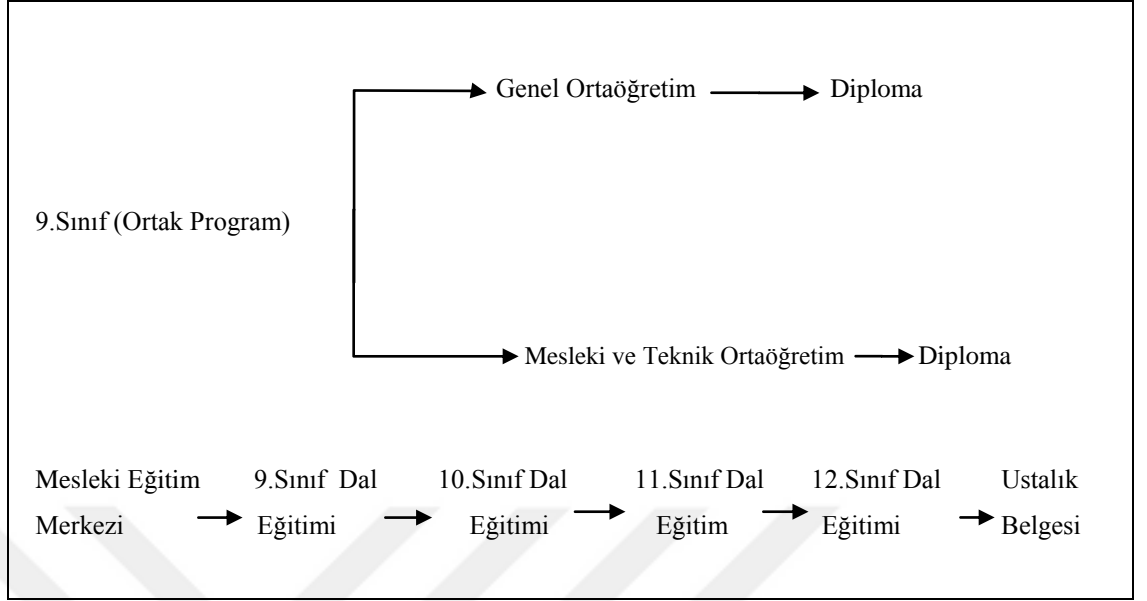 Genel Ortaöğretim Diploma
9.Sınıf (Ortak Program)
Mesleki ve Teknik Ortaöğretim Diploma
Mesleki Eğitim 9.Sınıf Dal 10.Sınıf Dal 11.Sınıf Dal 12.Sınıf Dal Ustalık
Merkezi Eğitimi Eğitimi Eğitim Eğitimi Belgesi